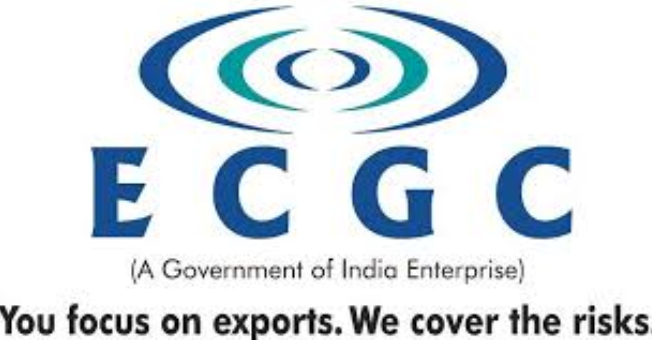 ECGC
(A Government of India Enterprise)
You focus on exports. We cover the risks.